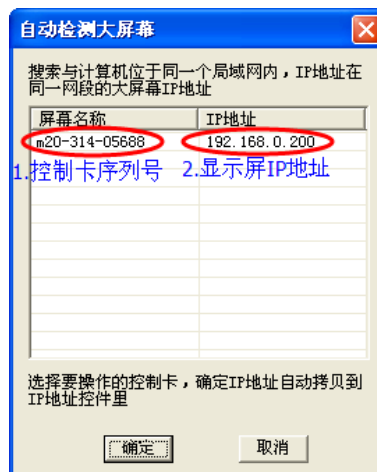 自动检测大屏幕
搜索与计算机位于同一个局域网内，IP地址在
同一网段的大屏幕IP地址
屏幕名称 IP地址
m20-314-05688 192.168.0.200
1.控制卡序列号 2.显示屏IP地址
选择要操作的控制卡，确定IP地址自动拷贝到
IP地址控件里
确定 取消